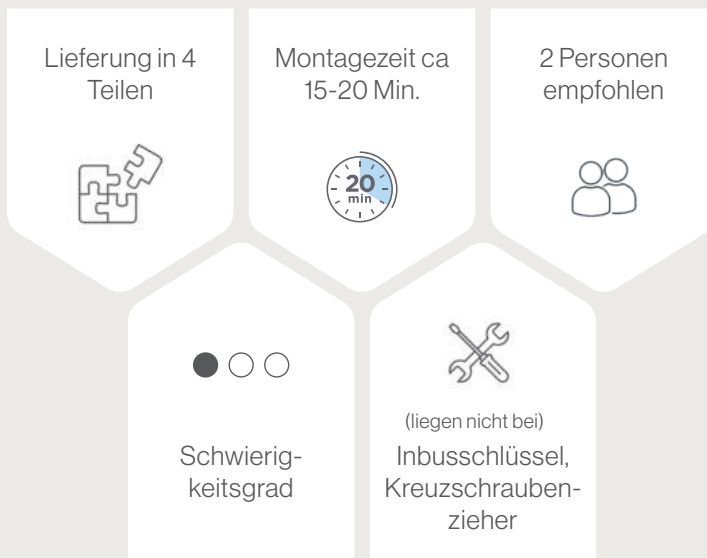 Lieferung in 4
Teilen
Montagezeit ca
15-20 Min.
20
min
2 Personen
empfohlen
Schwierig-
keitsgrad
(liegen nicht bei)
Inbusschlüssel,
Kreuzschrauben-
zieher